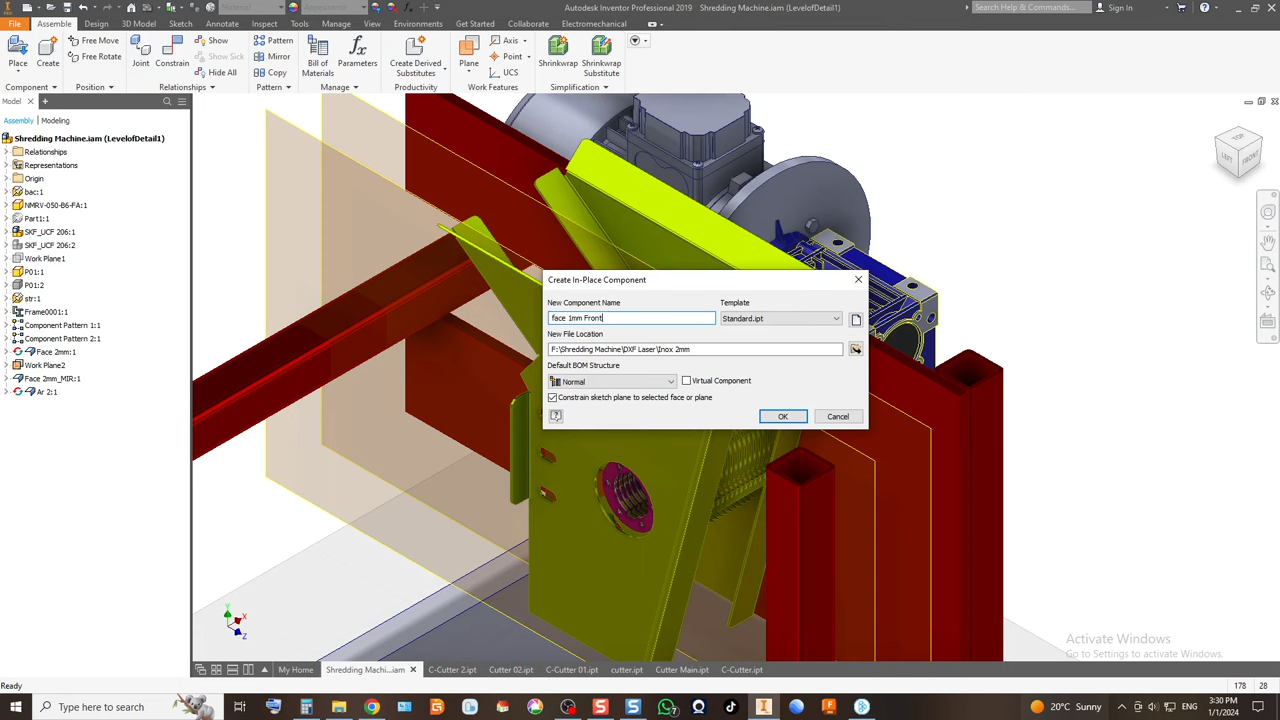 Material
Appearance
Autodesk Inventor Professional 2019 Shredding Machine.iam (LevelofDetail1)
Search Help & Commands...
Sign In
File Assemble Design 3D Model Sketch Annotate Inspect Tools Manage View Environments Get Started Collaborate Electromechanical
Place
Create
Free Move
Free Rotate
Joint
Constrain
Show
Show Sick
Hide All
Pattern
Mirror
Copy
Bill of Materials
Parameters
Create Derived Substitutes
Plane
Axis
Point
UCS
Shrinkwrap
Shrinkwrap Substitute
Component Position Relationships Pattern Manage Productivity Work Features Simplification
Model
Assembly Modeling
Shredding Machine.iam (LevelofDetail1)
Relationships
Representations
Origin
bac:1
NMRV-050-B6-FA:1
Part1:1
SKF_UCF 206:1
SKF_UCF 206:2
Work Plane1
P01:1
P01:2
str:1
Frame0001:1
Component Pattern 1:1
Component Pattern 2:1
Face 2mm:1
Work Plane2
Face 2mm_MIR:1
Ar 2:1
TOP
LEFT
FRONT
Create In-Place Component
New Component Name
Template
face 1mm Front
Standard.ipt
New File Location
F:\Shredding Machine\DXF Laser\Inox 2mm
Default BOM Structure
Normal
Virtual Component
Constrain sketch plane to selected face or plane
OK
Cancel
Y
X
Z
Activate Windows
Go to Settings to activate Windows.
My Home
Shredding Machi...iam
C-Cutter 2.ipt
Cutter 02.ipt
C-Cutter 01.ipt
cutter.ipt
Cutter Main.ipt
C-Cutter.ipt
Ready
178 28
Type here to search
20°C Sunny
3:30 PM
1/1/2024